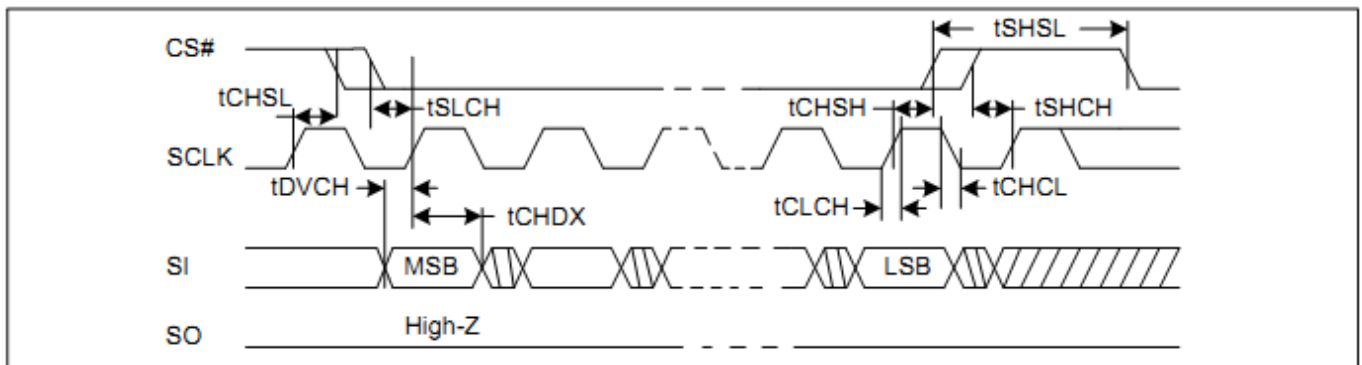 tSHSL
CS#
tCHSL
tSLCH
tCHSH
tSHCH
SCLK
tDVCH
tCHDX
tCLCH
tCHCL
SI
MSB
LSB
High-Z
SO